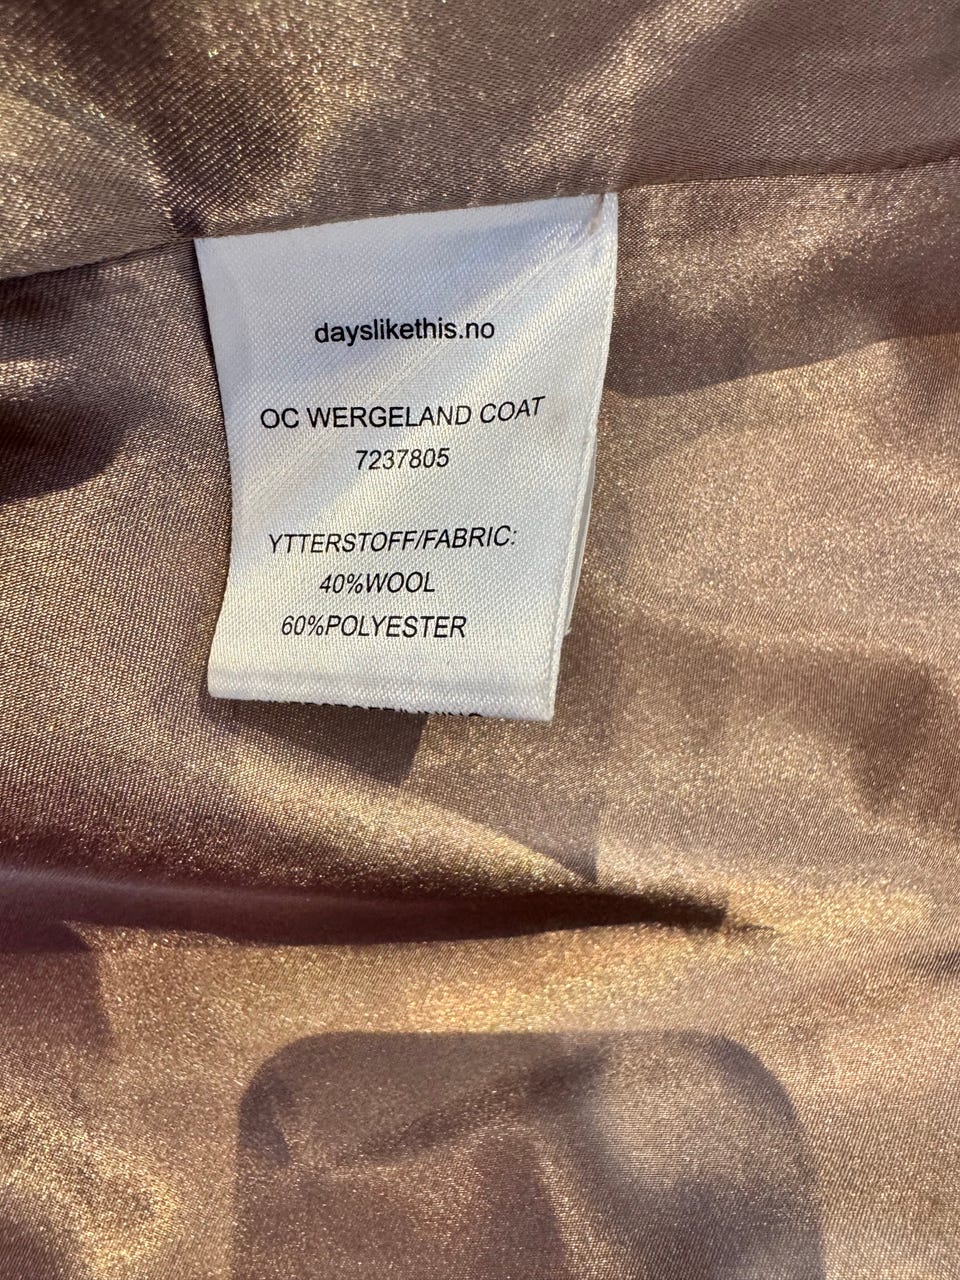 dayslikethis.no
OC WERGELAND COAT
7237805
YTTERSTOFF/FABRIC:
40%WOOL
60%POLYESTER